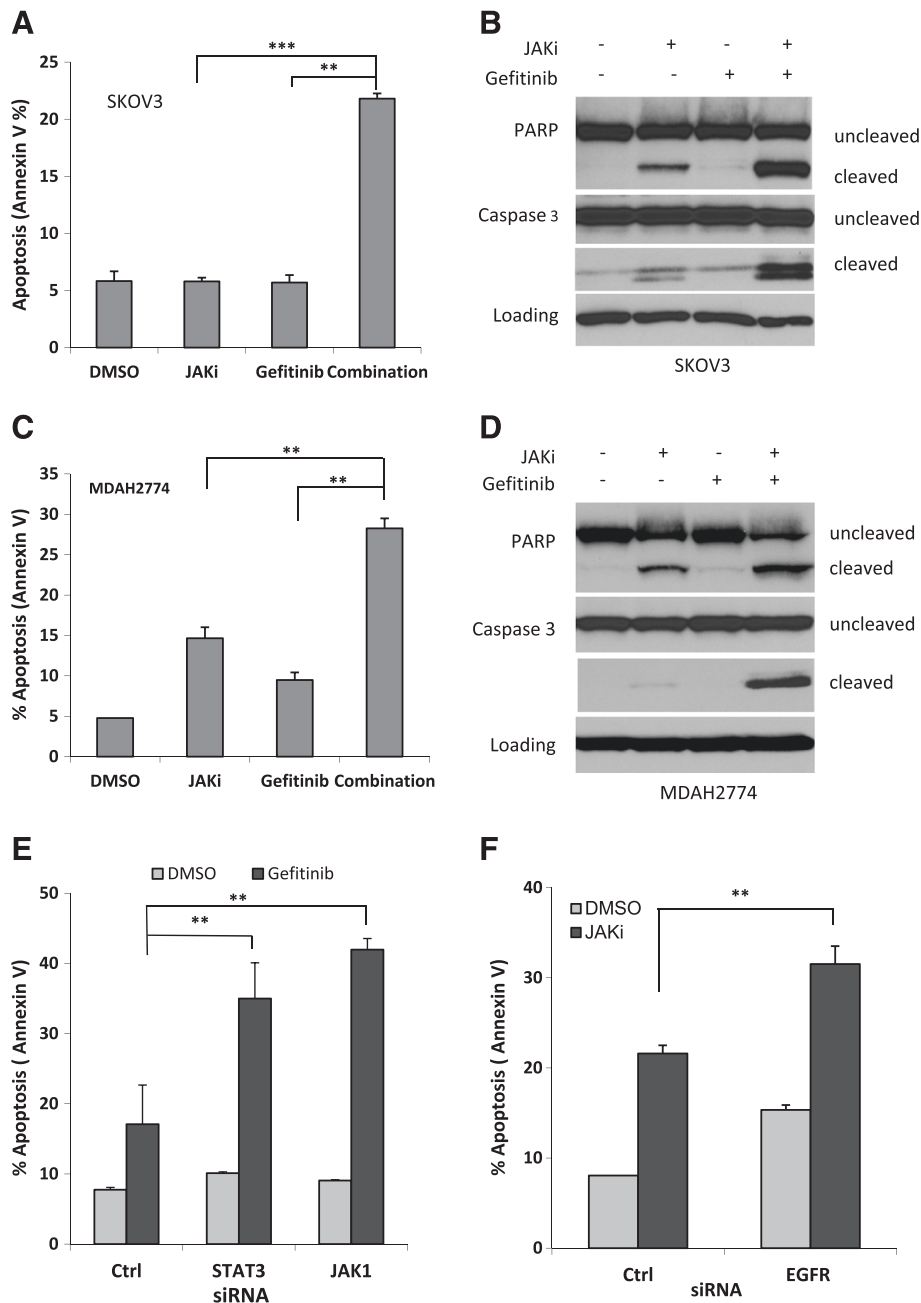 A
***
**
25
SKOV3
20
15
10
5
0
Apoptosis (Annexin V %)
DMSO JAKi Gefitinib Combination
B
JAKi - + - +
Gefitinib - - + +
PARP
uncleaved
cleaved
Caspase 3
uncleaved
cleaved
Loading
SKOV3
C
**
**
35
MDAH2774
30
25
20
15
10
5
0
% Apoptosis (Annexin V)
DMSO JAKi Gefitinib Combination
D
JAKi - + - +
Gefitinib - - + +
PARP
uncleaved
cleaved
Caspase 3
uncleaved
cleaved
Loading
MDAH2774
E
DMSO Gefitinib
**
**
50
40
30
20
10
0
% Apoptosis ( Annexin V)
Ctrl STAT3 JAK1
siRNA
F
**
DMSO
JAKi
40
30
20
10
0
% Apoptosis ( Annexin V)
Ctrl EGFR
siRNA